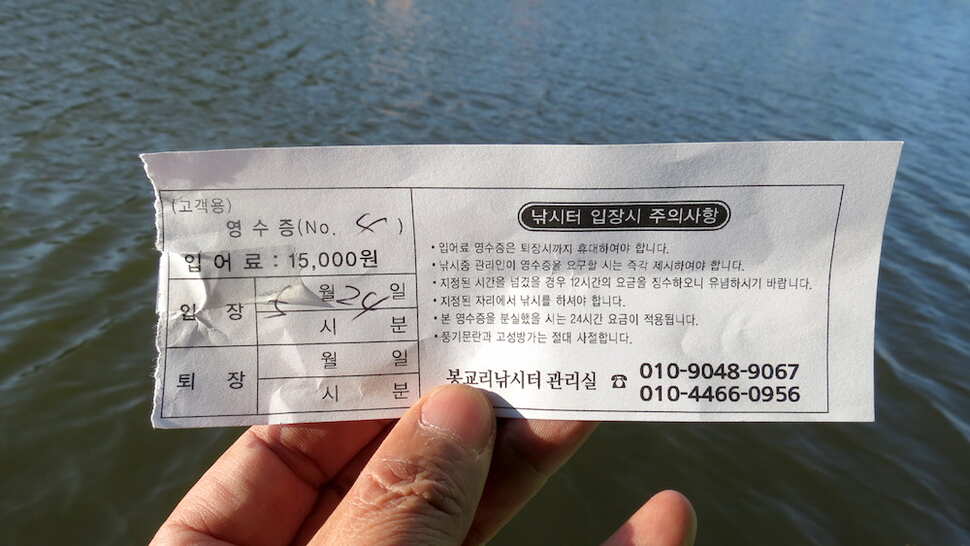 (고객용)
영 수 증(No. 5 )
입 어 료 : 15,000원
입 장
5 월 24 일
시 분
퇴 장
월 일
시 분
낚시터 입장시 주의사항
• 입어료 영수증은 퇴장시까지 휴대하여야 합니다.
• 낚시중 관리인이 영수증을 요구할 시는 즉각 제시하여야 합니다.
• 지정된 시간을 넘겼을 경우 12시간의 요금을 징수하오니 유념하시기 바랍니다.
• 지정된 자리에서 낚시를 하셔야 합니다.
• 본 영수증을 분실했을 시는 24시간 요금이 적용됩니다.
• 풍기문란과 고성방가는 절대 사절합니다.
봇교리낚시터 관리실 ☎ 010-9048-9067
010-4466-0956